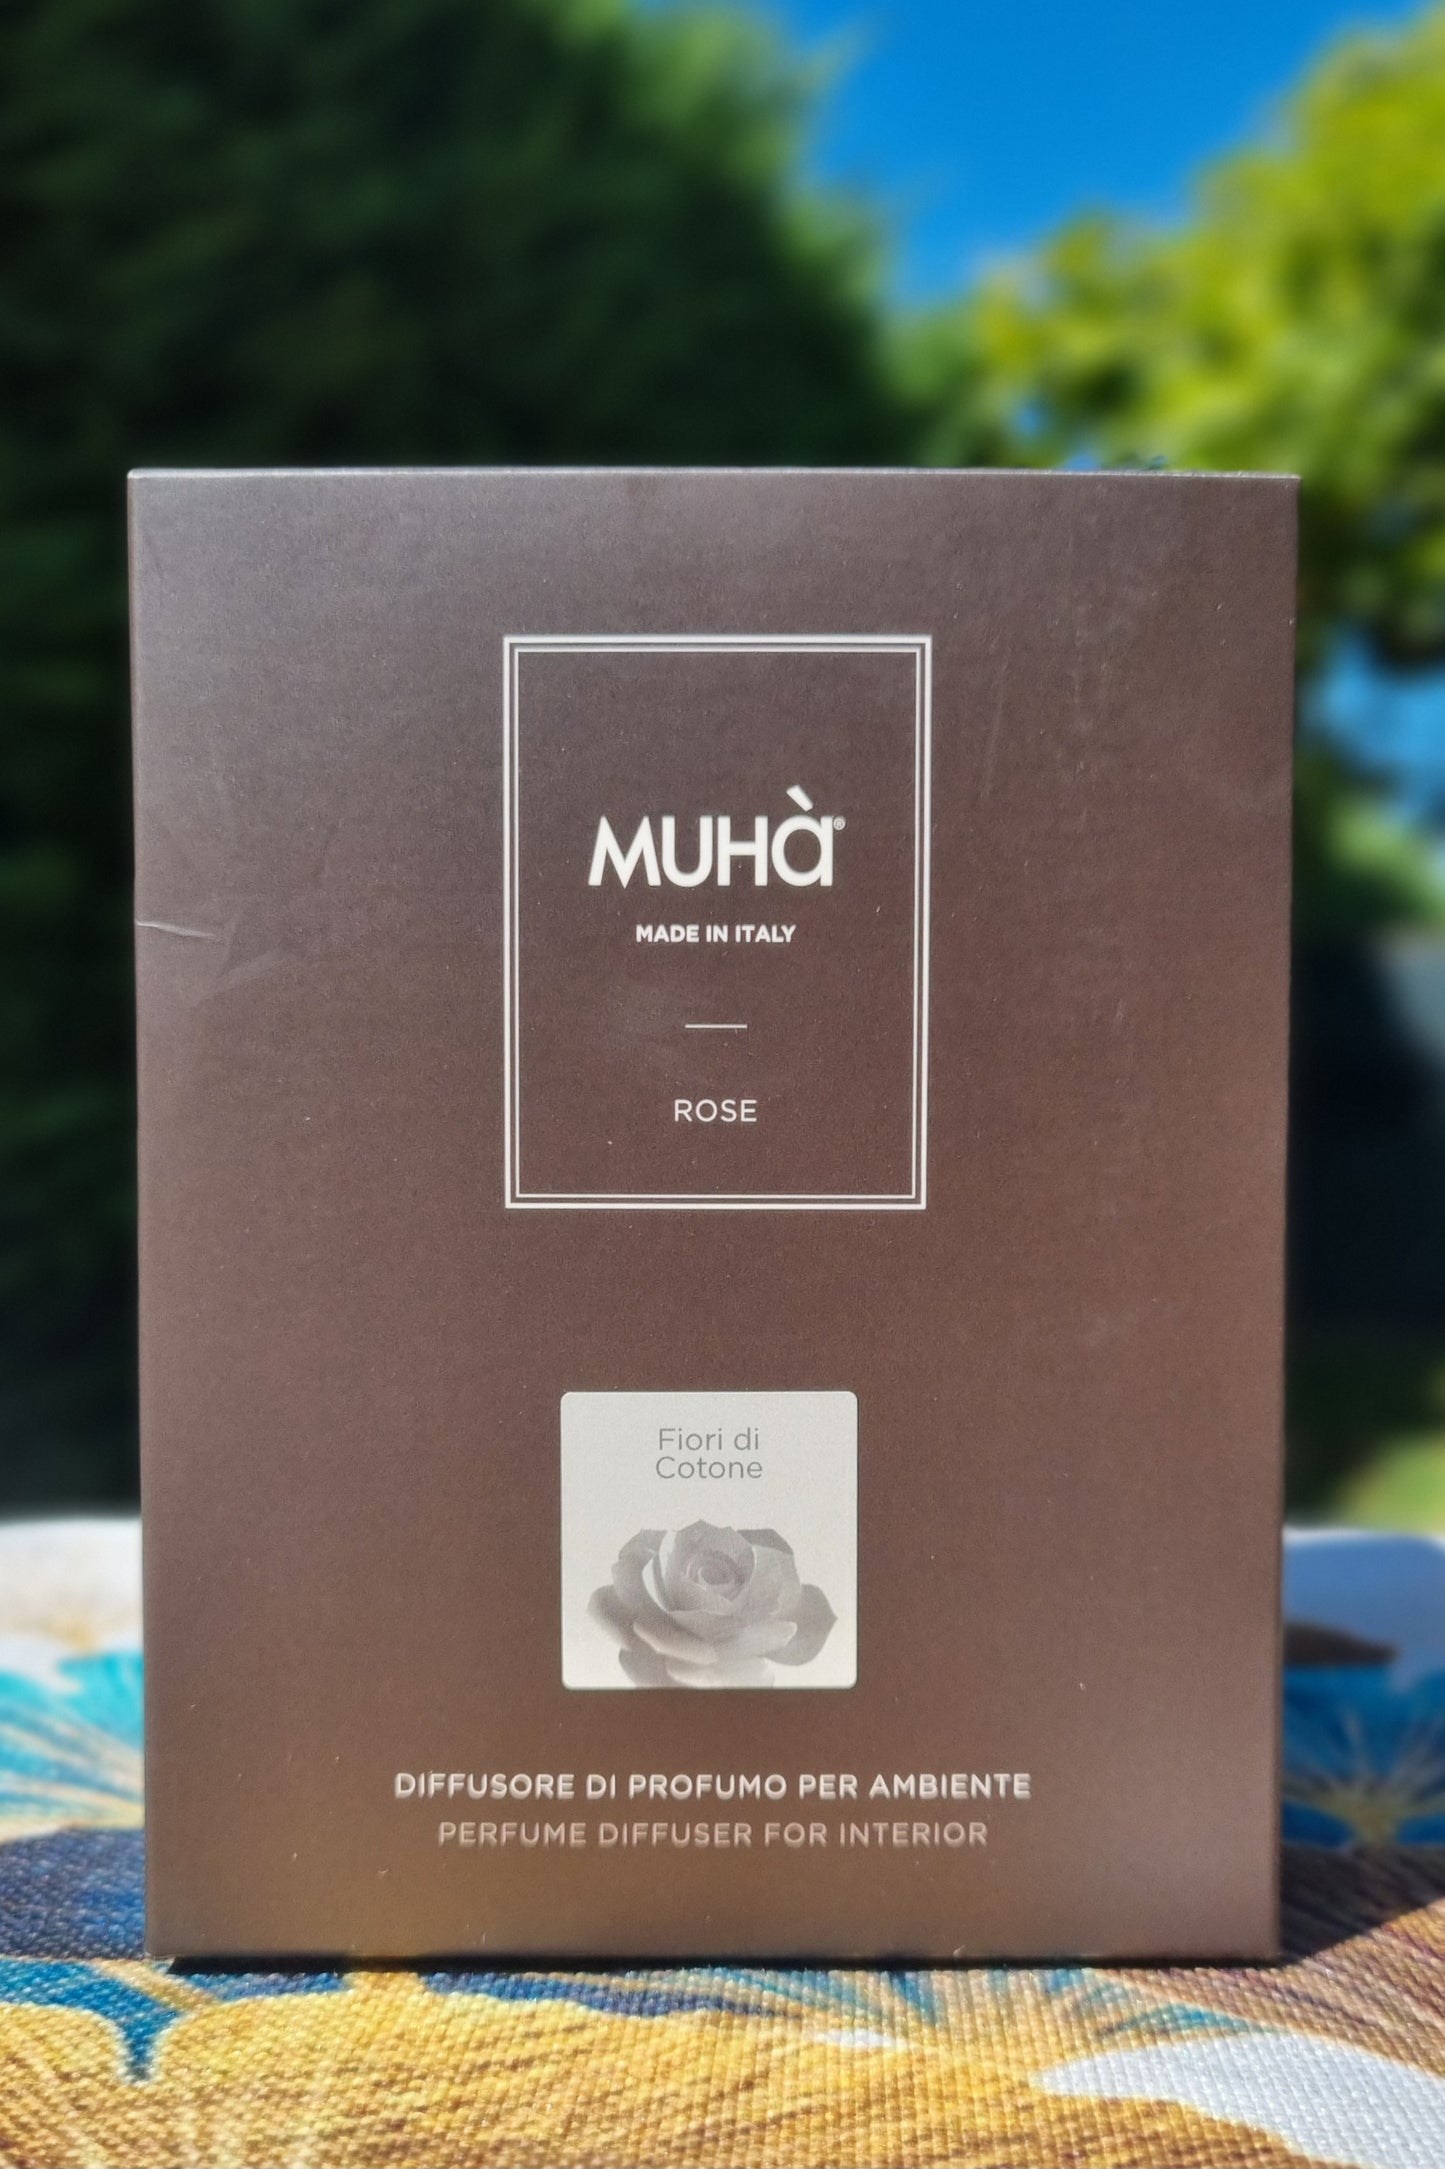 MUHà®
MADE IN ITALY
ROSE
Fiori di
Cotone
DIFFUSORE DI PROFUMO PER AMBIENTE
PERFUME DIFFUSER FOR INTERIOR